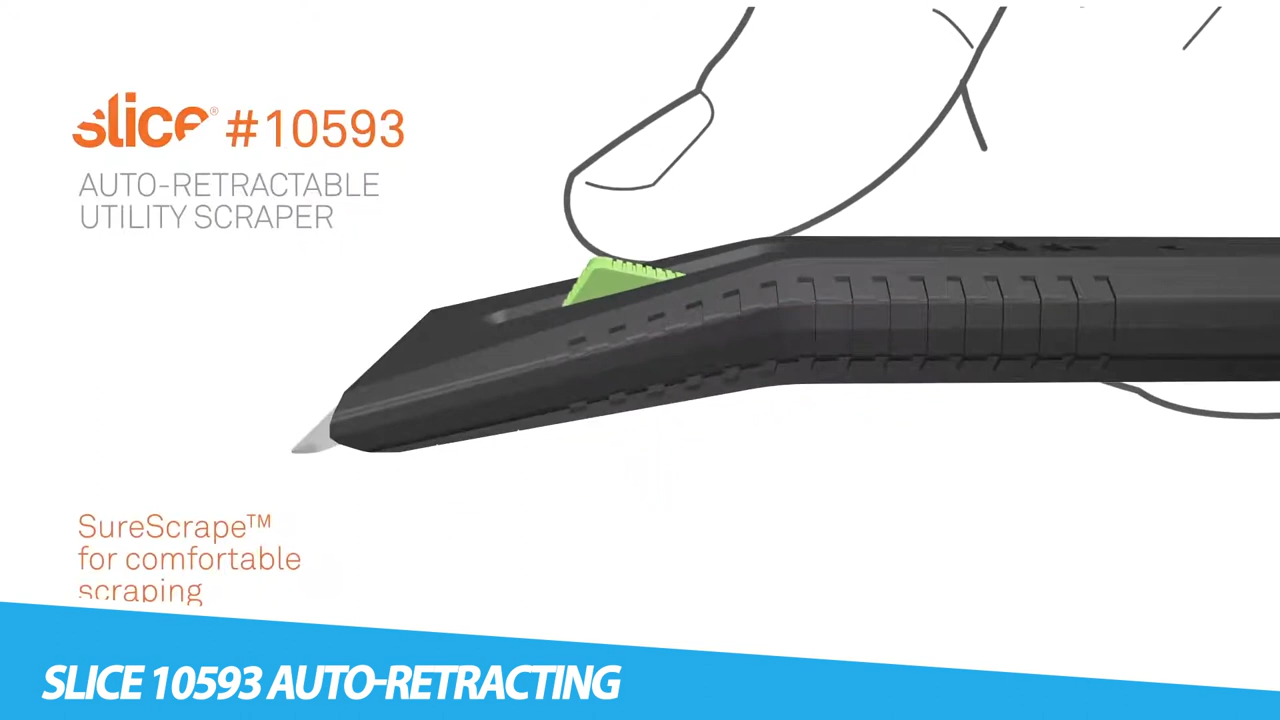 slice® #10593
AUTO-RETRACTABLE
UTILITY SCRAPER
SureScrape™
for comfortable
scraping
SLICE 10593 AUTO-RETRACTING